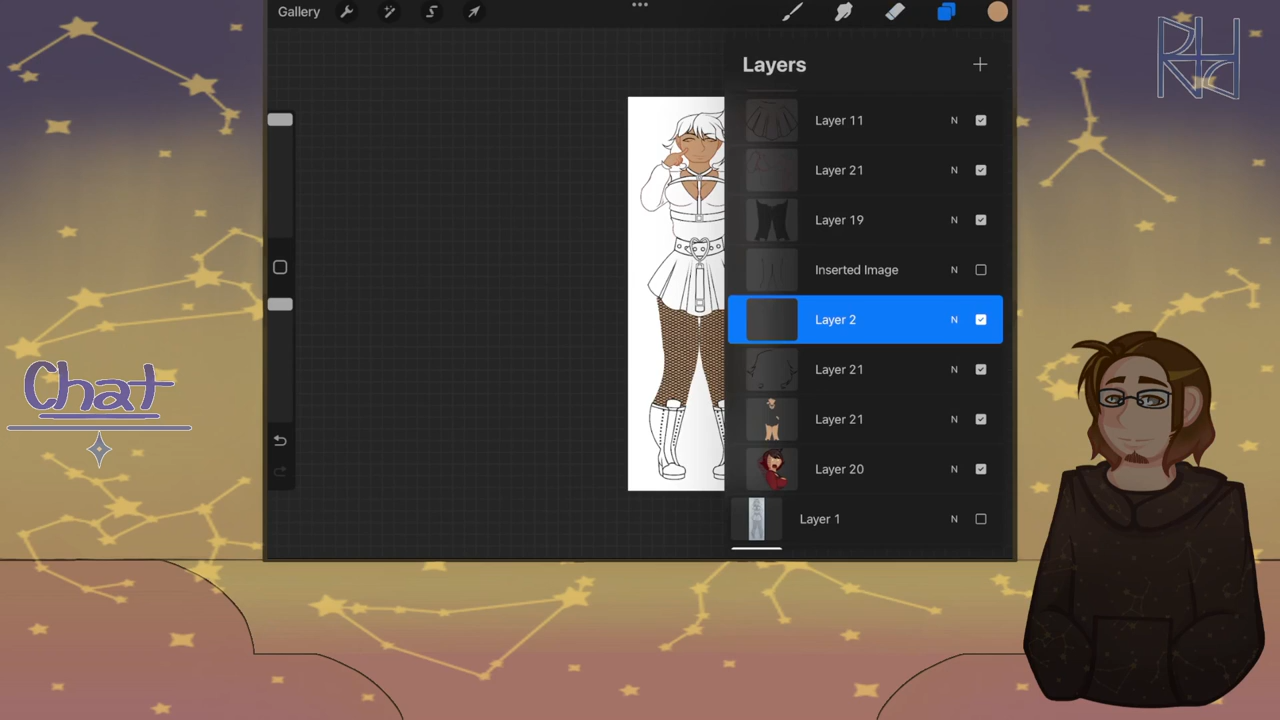 Gallery
Layers
Layer 11 N
Layer 21 N
Layer 19 N
Inserted Image N
Layer 2 N
Layer 21 N
Layer 21 N
Layer 20 N
Layer 1 N
Chat